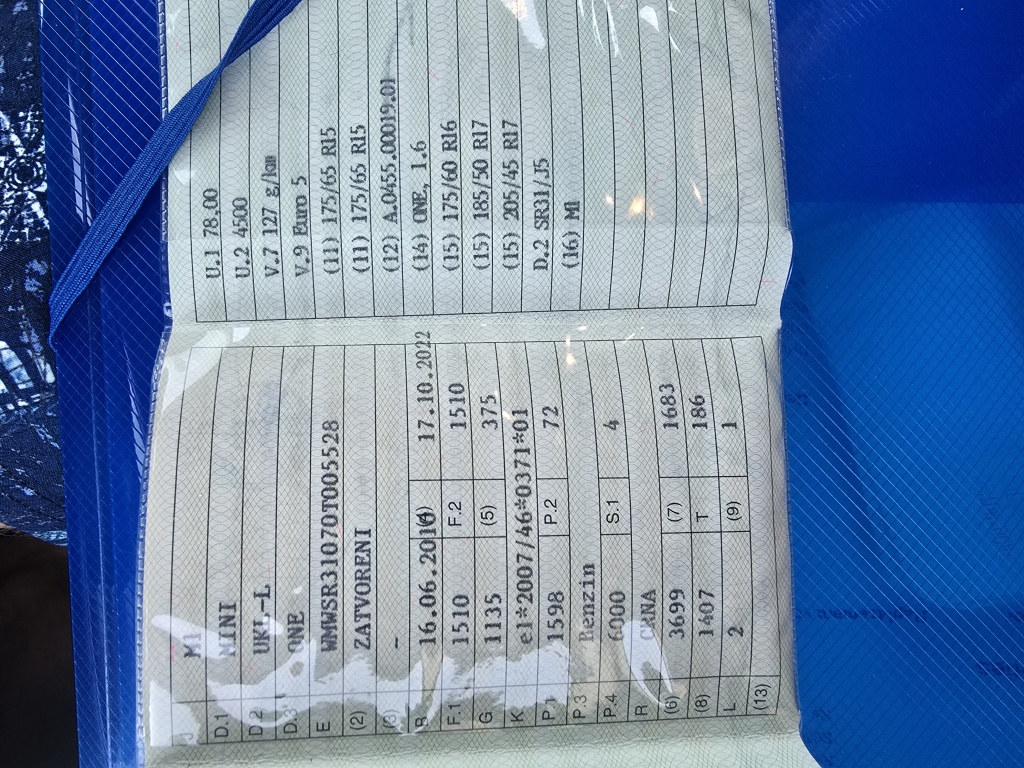 J M1
D.1 MINI
D.2 UKL-L
D.3 ONE
E WMWSR3107OT005528
(2) ZATVORENI
(3) -
B 16.06.2010 (4) 17.10.2022
F.1 1510 F.2 1510
G 1135 (5) 375
K e1*2007/46*0371*01
P.1 1598 P.2 72
P.3 Benzin
P.4 6000 S.1 4
R CRNA
(6) 3699 (7) 1683
(8) 1407 T 186
L 2 (9) 1
(13)
U.1 78.00
U.2 4500
V.7 127 g/km
V.9 Euro 5
(11) 175/65 R15
(11) 175/65 R15
(12) A.0455.00019.01
(14) ONE, 1.6
(15) 175/60 R16
(15) 185/50 R17
(15) 205/45 R17
D.2 SR31/J5
(16) M1